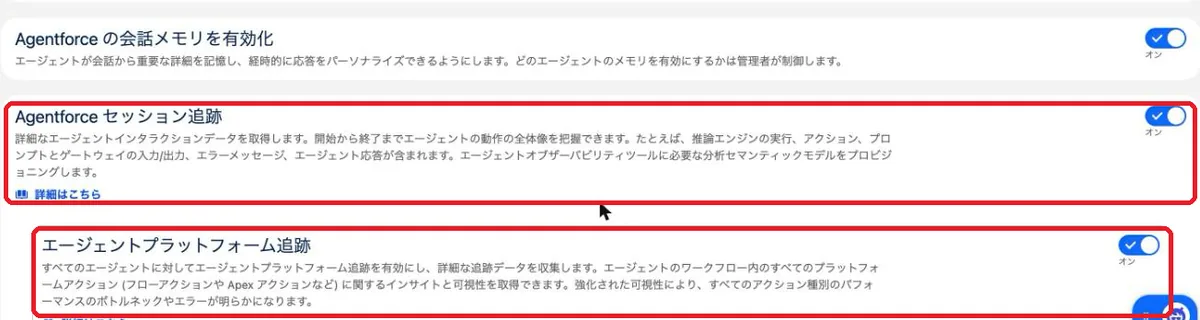 Agentforce の会話メモリを有効化
エージェントが会話から重要な詳細を記憶し、経時的に応答をパーソナライズできるようにします。どのエージェントのメモリを有効にするかは管理者が制御します。
オン
Agentforce セッション追跡
詳細なエージェントインタラクションデータを取得します。開始から終了までエージェントの動作の全体像を把握できます。たとえば、推論エンジンの実行、アクション、プロ
ンプトとゲートウェイの入力/出力、エラーメッセージ、エージェント応答が含まれます。エージェントオブザーバビリティツールに必要な分析セマンティックモデルをプロビジ
ョニングします。
オン
詳細はこちら
エージェントプラットフォーム追跡
すべてのエージェントに対してエージェントプラットフォーム追跡を有効にし、詳細な追跡データを収集します。エージェントのワークフロー内のすべてのプラットフォ
ームアクション (フローアクションや Apex アクションなど) に関するインサイトと可視性を取得できます。強化された可視性により、すべてのアクション種別のパフォ
ーマンスのボトルネックやエラーが明らかになります。
オン